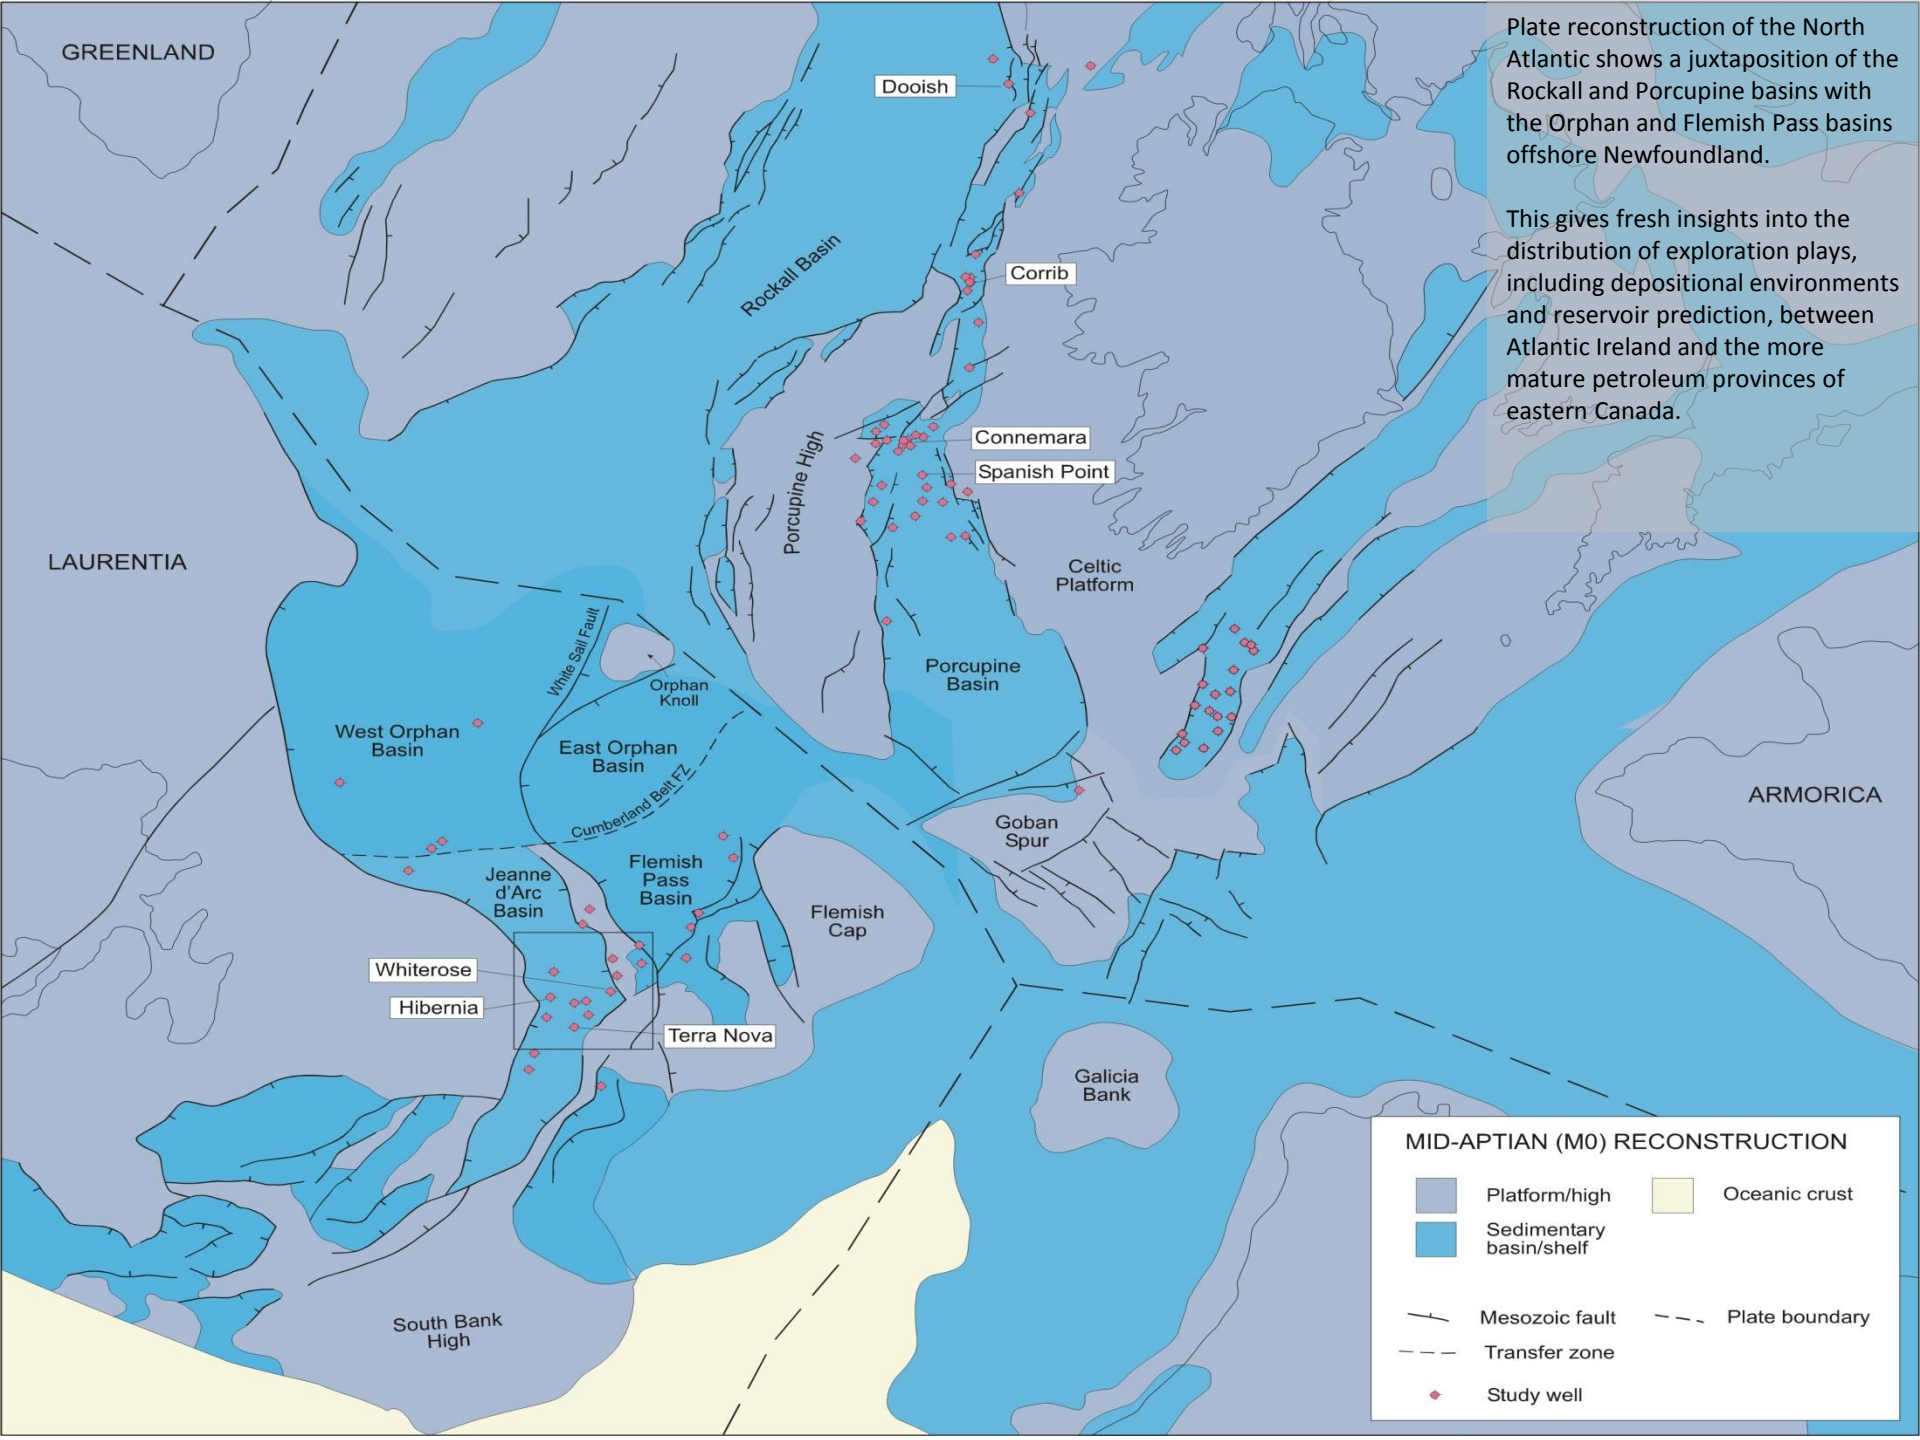 GREENLAND
Plate reconstruction of the North
Atlantic shows a juxtaposition of the
Rockall and Porcupine basins with
the Orphan and Flemish Pass basins
offshore Newfoundland.
This gives fresh insights into the
distribution of exploration plays,
including depositional environments
and reservoir prediction, between
Atlantic Ireland and the more
mature petroleum provinces of
eastern Canada.
Dooish
Rockall Basin
Corrib
Connemara
Spanish Point
Porcupine High
LAURENTIA
Celtic
Platform
White Sail Fault
Orphan
Knoll
Porcupine
Basin
West Orphan
Basin
East Orphan
Basin
Cumberland Belt FZ
ARMORICA
Goban
Spur
Jeanne
d'Arc
Basin
Flemish
Pass
Basin
Flemish
Cap
Whiterose
Hibernia
Terra Nova
Galicia
Bank
South Bank
High
MID-APTIAN (M0) RECONSTRUCTION
Platform/high
Oceanic crust
Sedimentary
basin/shelf
Mesozoic fault
Plate boundary
Transfer zone
Study well